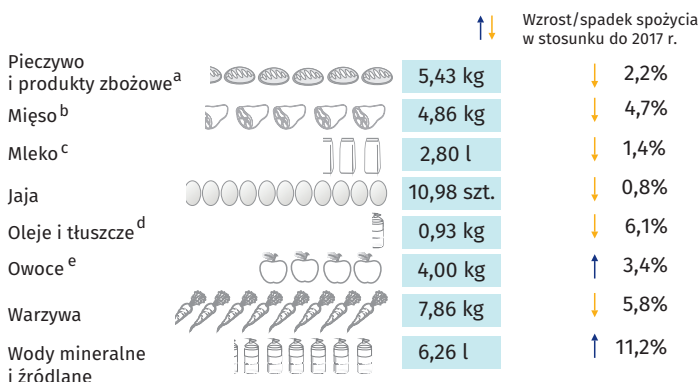 Wzrost/spadek spożycia
w stosunku do 2017 r.
Pieczywo
i produkty zbożowe a 5,43 kg 2,2%
Mięso b 4,86 kg 4,7%
Mleko c 2,80 l 1,4%
Jaja 10,98 szt. 0,8%
Oleje i tłuszcze d 0,93 kg 6,1%
Owoce e 4,00 kg 3,4%
Warzywa 7,86 kg 5,8%
Wody mineralne
i źródlane 6,26 l 11,2%